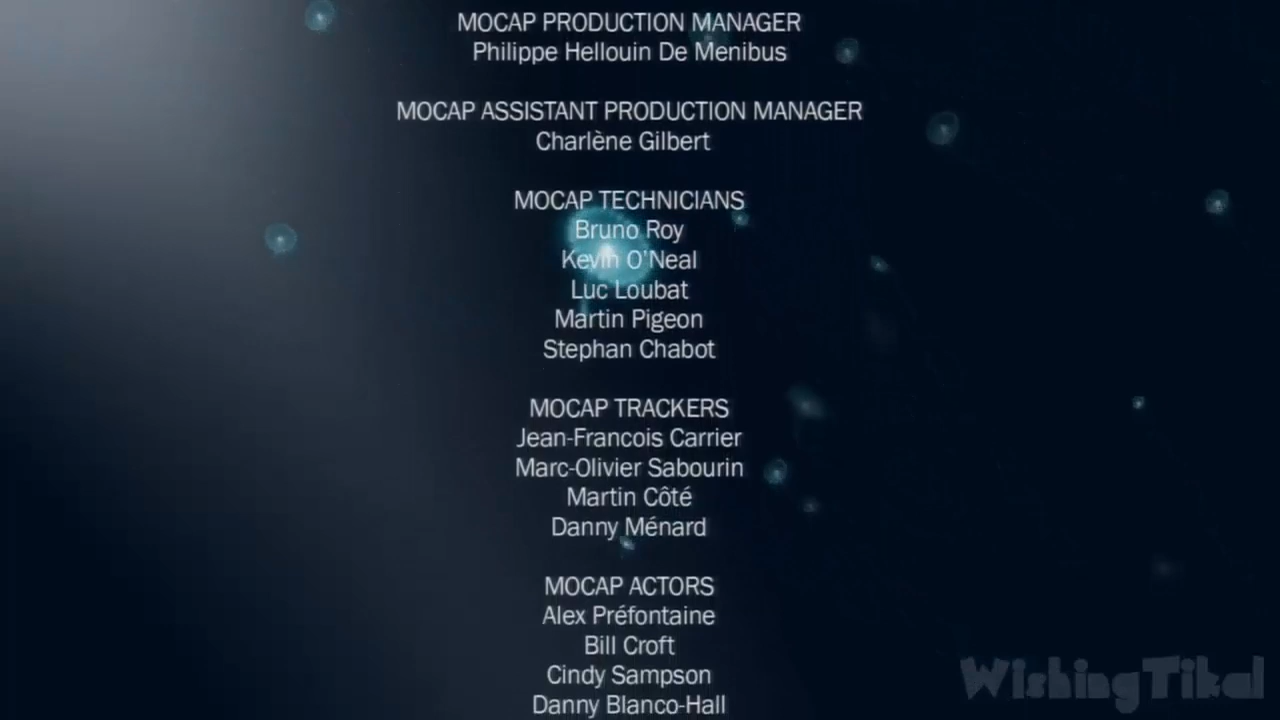 MOCAP PRODUCTION MANAGER
Philippe Hellouin De Menibus
MOCAP ASSISTANT PRODUCTION MANAGER
Charlène Gilbert
MOCAP TECHNICIANS
Bruno Roy
Kevin O'Neal
Luc Loubat
Martin Pigeon
Stephan Chabot
MOCAP TRACKERS
Jean-Francois Carrier
Marc-Olivier Sabourin
Martin Côté
Danny Ménard
MOCAP ACTORS
Alex Préfontaine
Bill Croft
Cindy Sampson
Danny Blanco-Hall
WishingTikal